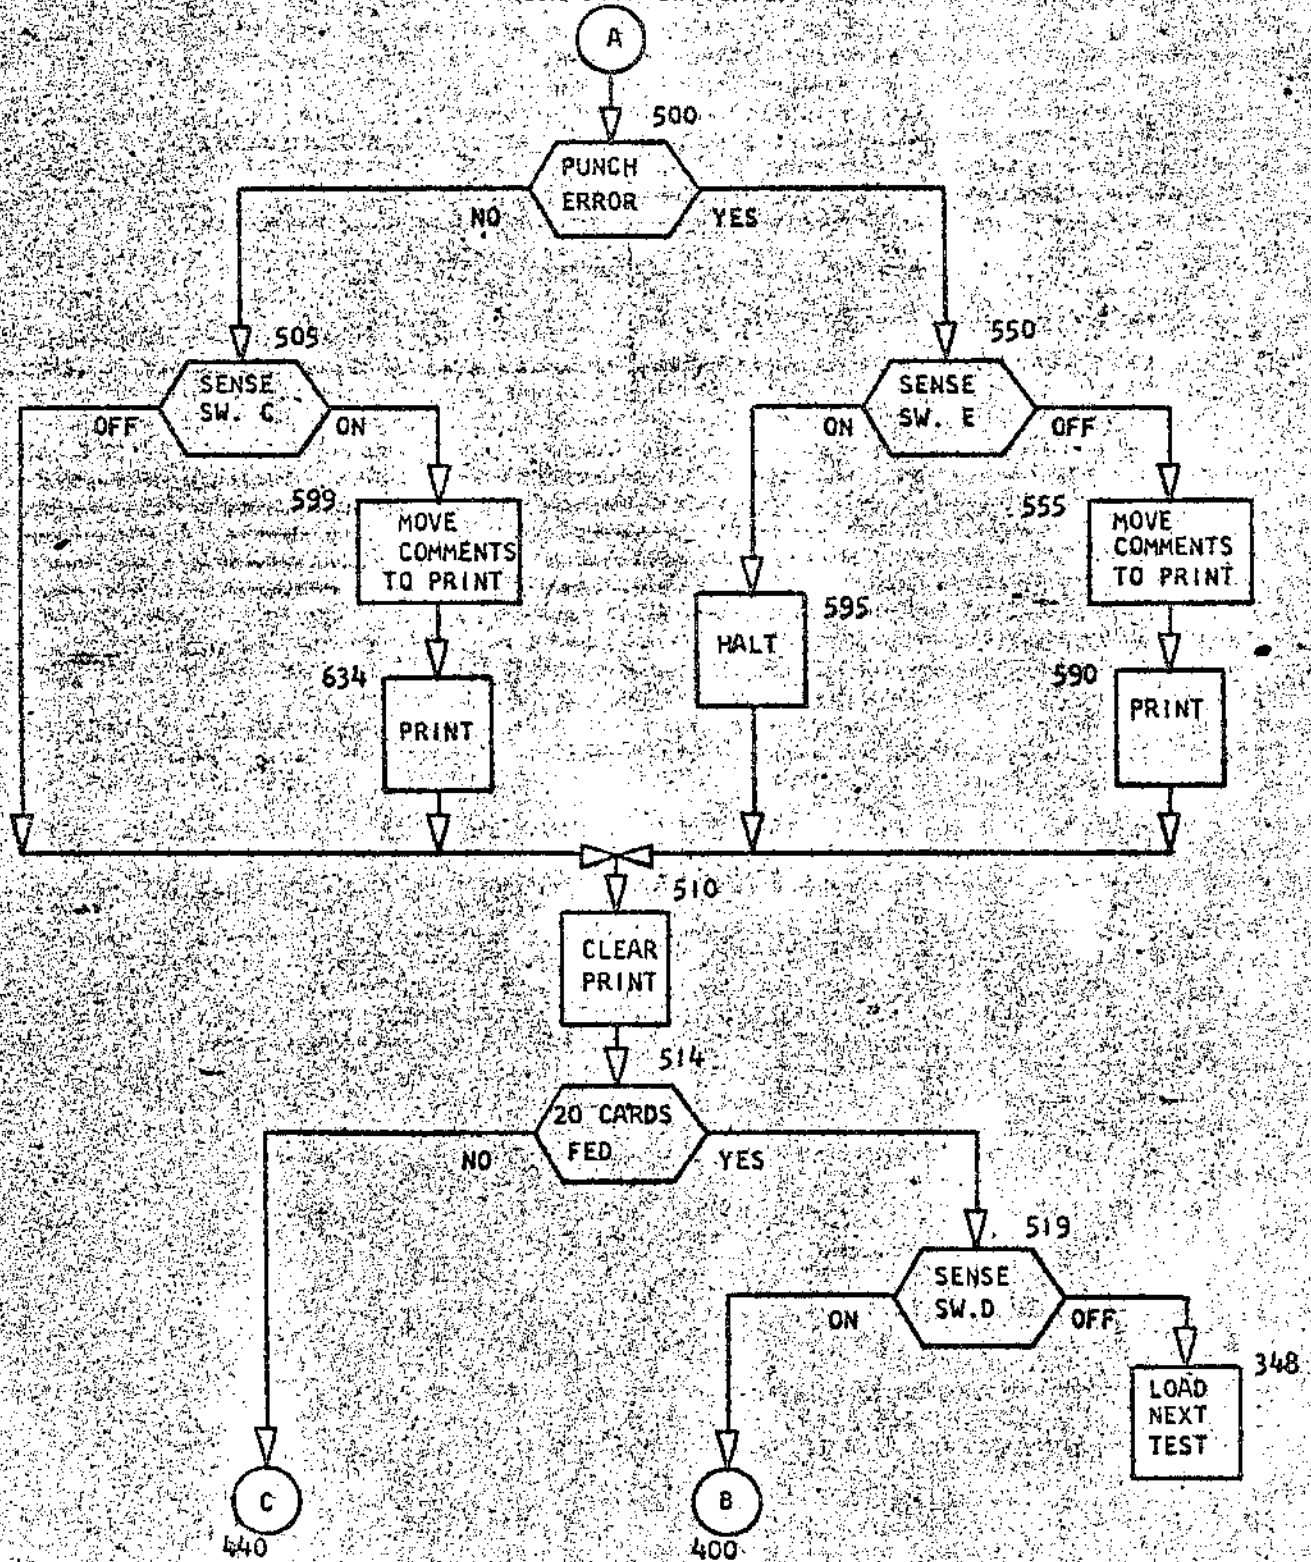 A
500
PUNCH
ERROR
NO
YES
505
SENSE
SW. C
OFF
ON
550
SENSE
SW. E
ON
OFF
599
MOVE
COMMENTS
TO PRINT
555
MOVE
COMMENTS
TO PRINT
595
HALT
634
PRINT
590
PRINT
510
CLEAR
PRINT
514
20 CARDS
FED
NO
YES
519
SENSE
SW.D
ON
OFF
348
LOAD
NEXT
TEST
C
440
B
400